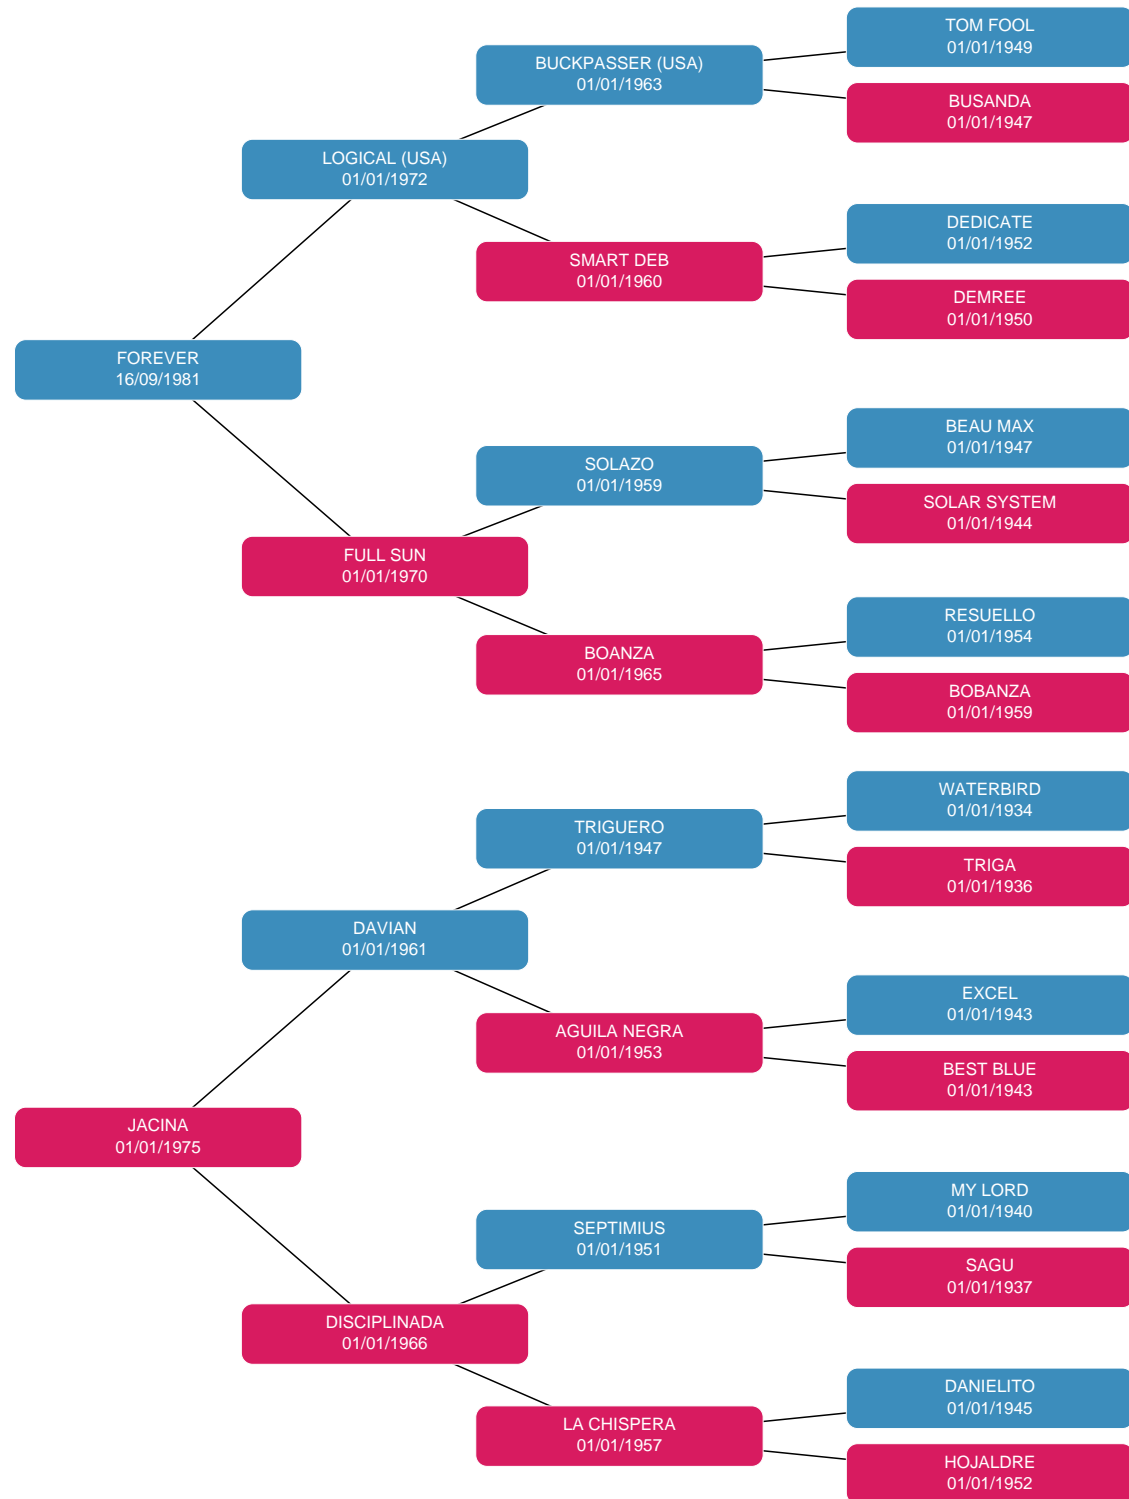 TOM FOOL
01/01/1949
BUCKPASSER (USA)
01/01/1963
BUSANDA
01/01/1947
LOGICAL (USA)
01/01/1972
DEDICATE
01/01/1952
SMART DEB
01/01/1960
DEMREE
01/01/1950
FOREVER
16/09/1981
BEAU MAX
01/01/1947
SOLAZO
01/01/1959
SOLAR SYSTEM
01/01/1944
FULL SUN
01/01/1970
RESUELLO
01/01/1954
BOANZA
01/01/1965
BOBANZA
01/01/1959
WATERBIRD
01/01/1934
TRIGUERO
01/01/1947
TRIGA
01/01/1936
DAVIAN
01/01/1961
EXCEL
01/01/1943
AGUILA NEGRA
01/01/1953
BEST BLUE
01/01/1943
JACINA
01/01/1975
MY LORD
01/01/1940
SEPTIMIUS
01/01/1951
SAGU
01/01/1937
DISCIPLINADA
01/01/1966
DANIELITO
01/01/1945
LA CHISPERA
01/01/1957
HOJALDRE
01/01/1952